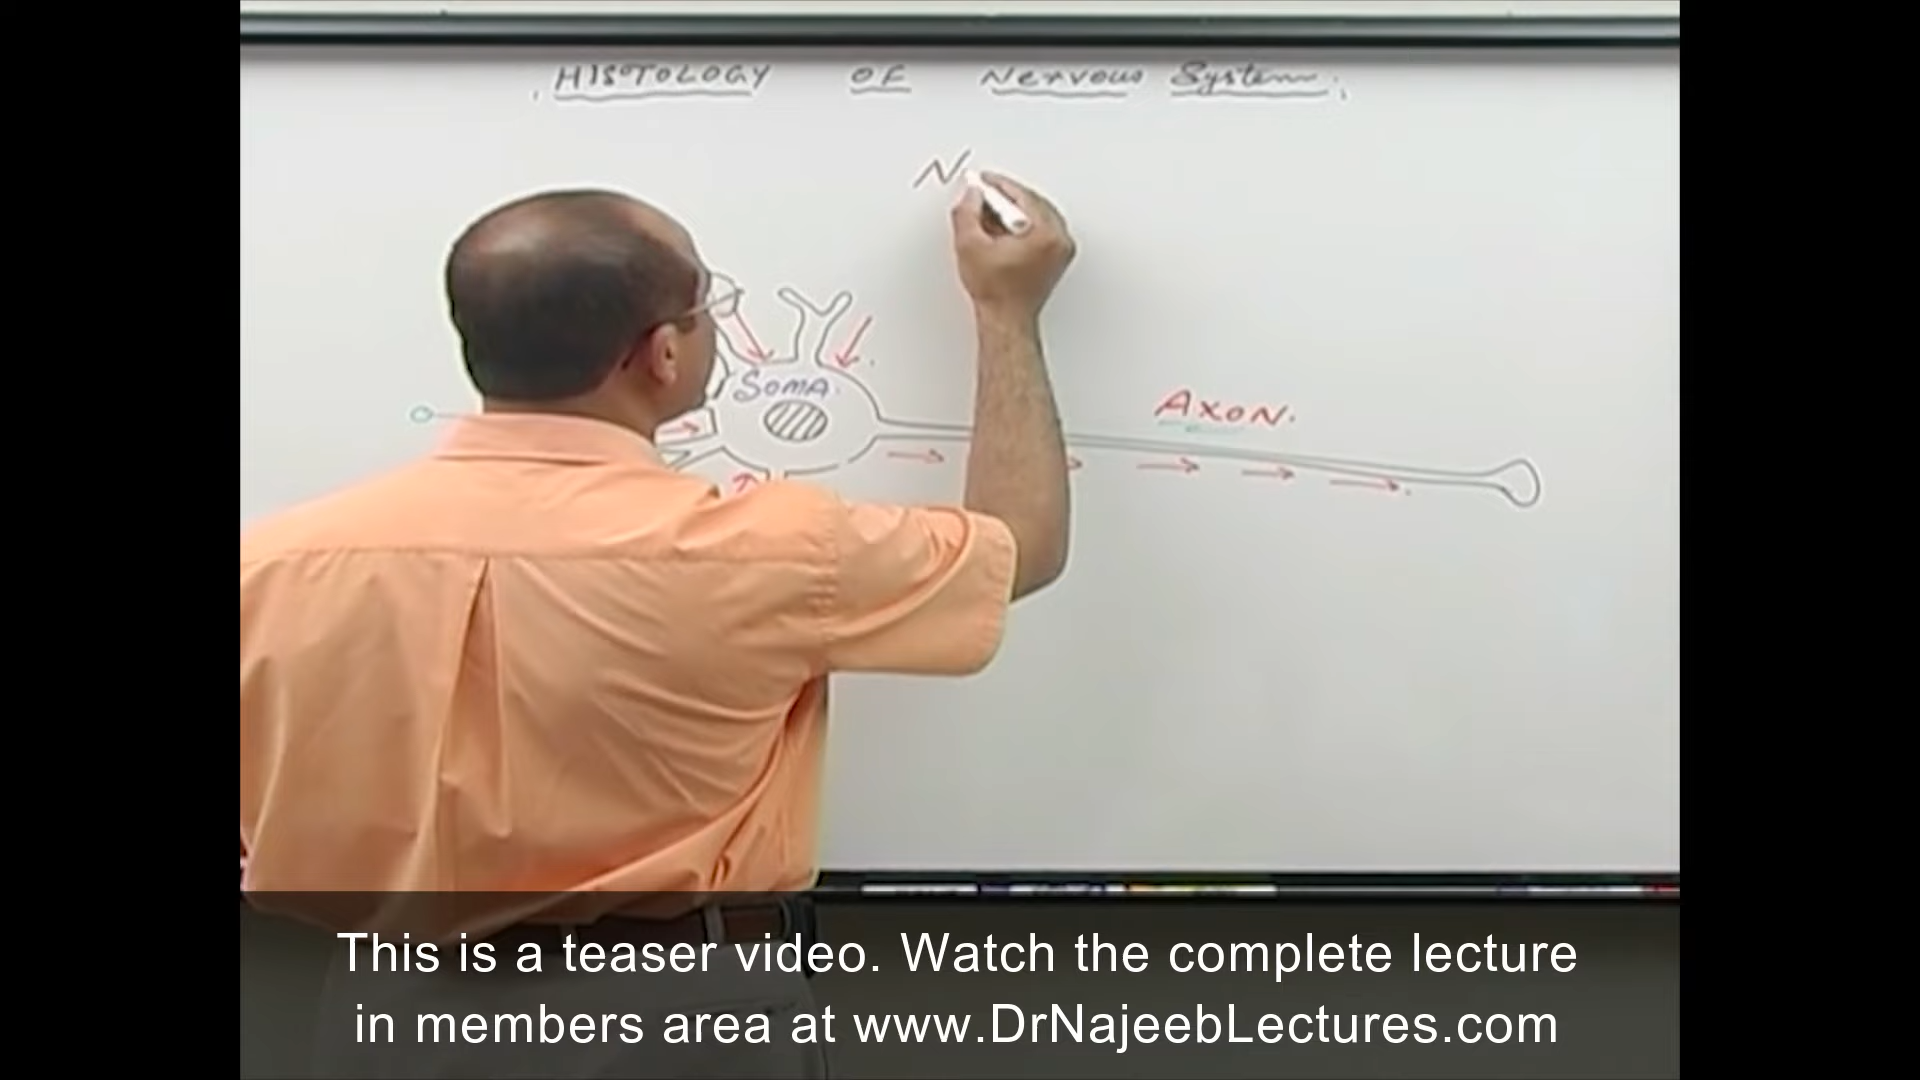 HISTOLOGY OF Nervous System.
N
SOMA.
AXON.
This is a teaser video. Watch the complete lecture
in members area at www.DrNajeebLectures.com